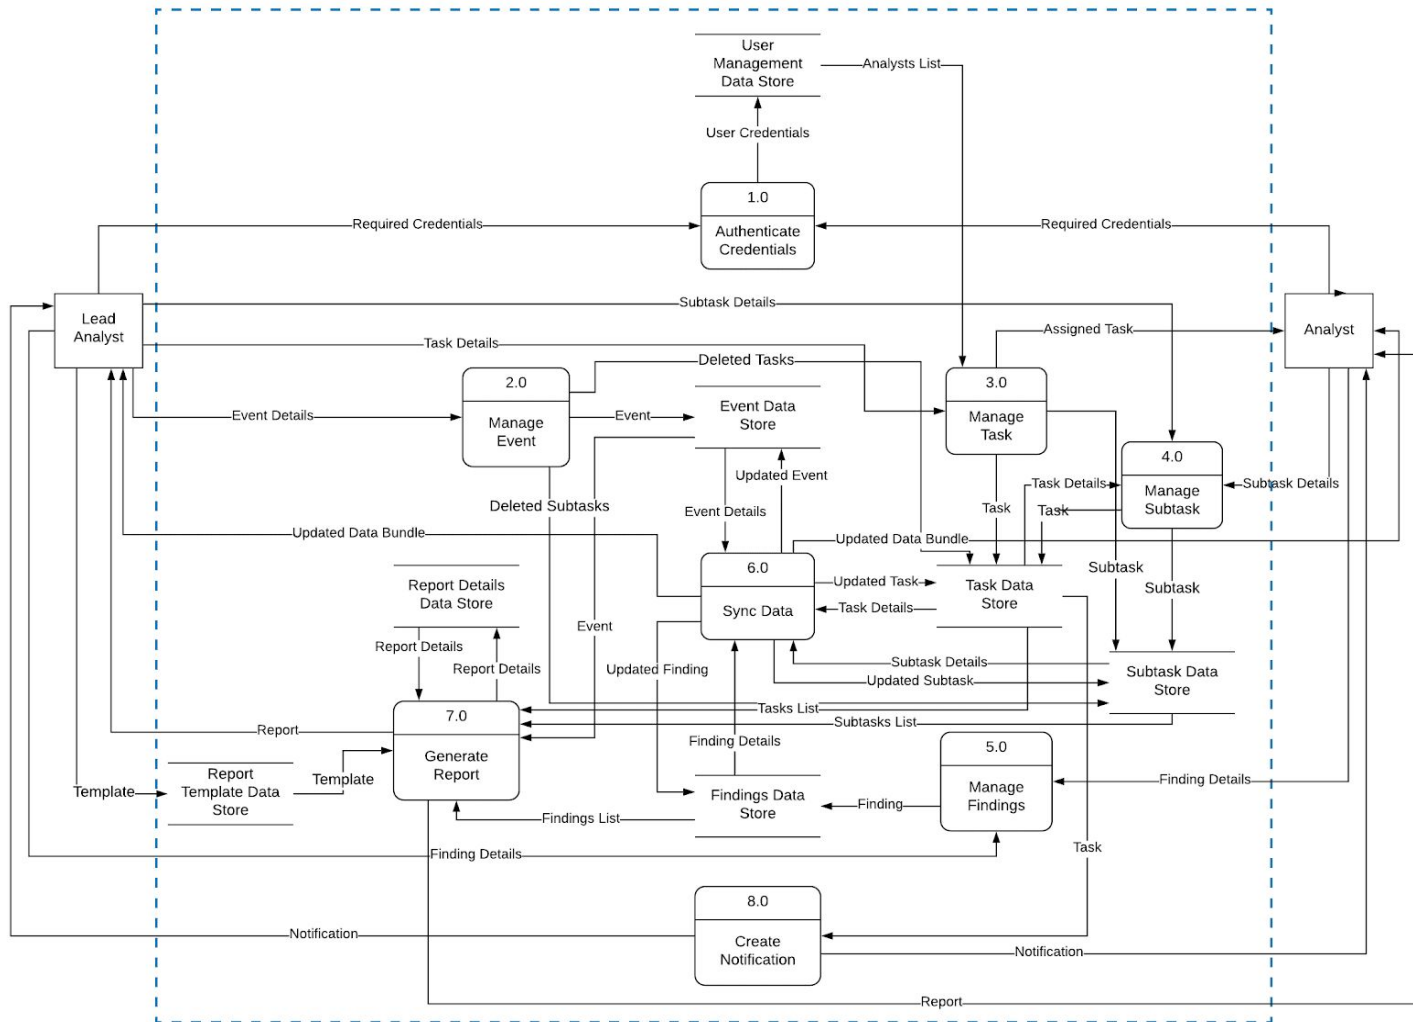 User
Management
Data Store
Analysts List
User Credentials
1.0
Authenticate
Credentials
Required Credentials
Required Credentials
Lead
Analyst
Subtask Details
Analyst
Assigned Task
Task Details
Deleted Tasks
2.0
Manage
Event
Event Details
Event
Event Data
Store
3.0
Manage
Task
4.0
Manage
Subtask
Updated Event
Task Details
Subtask Details
Deleted Subtasks
Event Details
Task
Task
Updated Data Bundle
Updated Data Bundle
6.0
Sync Data
Report Details
Data Store
Updated Task
Task Details
Task Data
Store
Subtask
Subtask
Event
Report Details
Report Details
Updated Finding
Subtask Details
Updated Subtask
Subtask Data
Store
Tasks List
Subtasks List
7.0
Generate
Report
Report
Finding Details
5.0
Manage
Findings
Finding Details
Template
Report
Template Data
Store
Template
Findings Data
Store
Finding
Findings List
Finding Details
Task
8.0
Create
Notification
Notification
Notification
Report